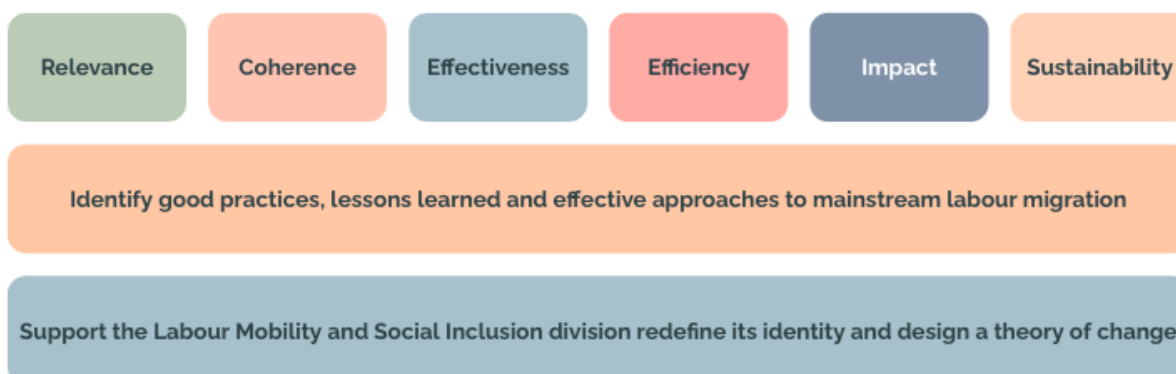 Relevance
Coherence
Effectiveness
Efficiency
Impact
Sustainability
Identify good practices, lessons learned and effective approaches to mainstream labour migration
Support the Labour Mobility and Social Inclusion division redefine its identity and design a theory of change